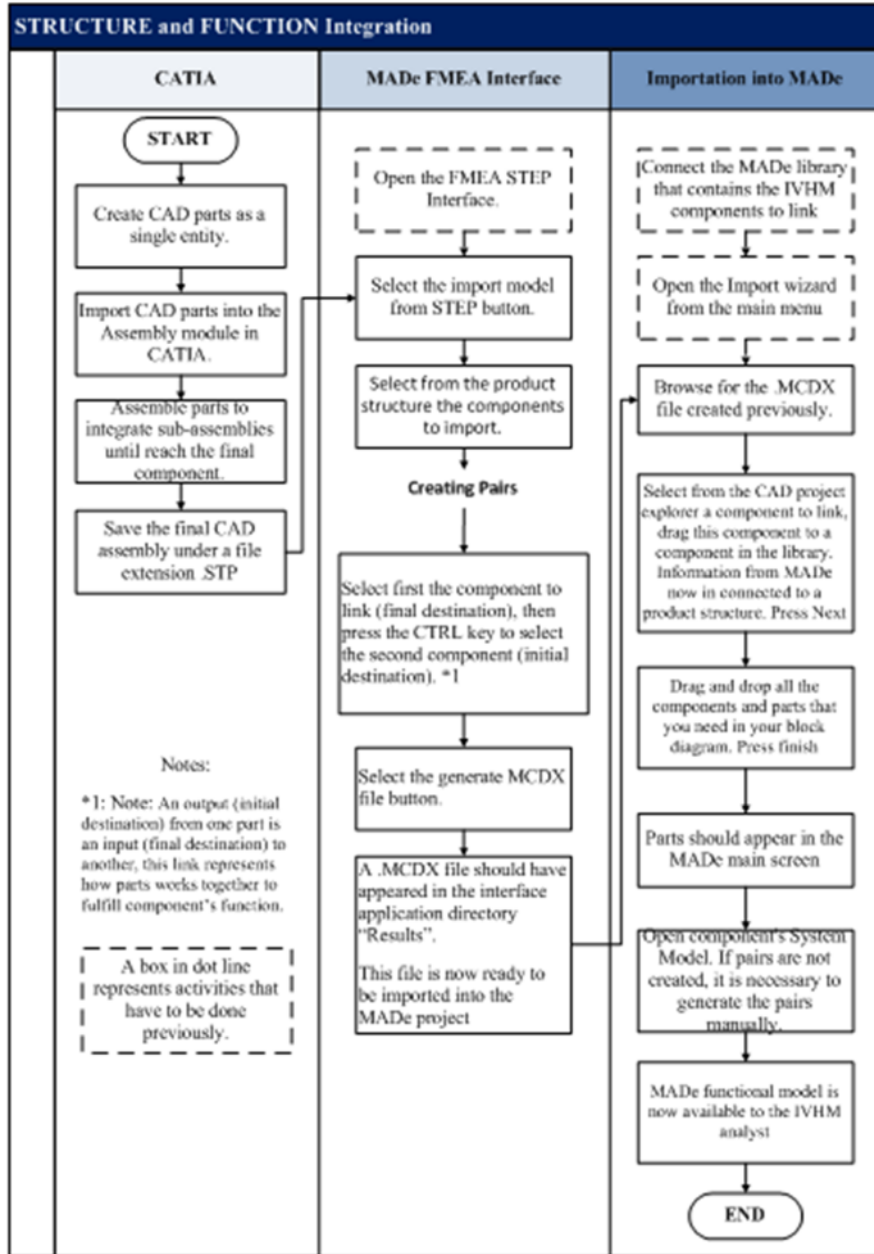 STRUCTURE and FUNCTION Integration
CATIA
START
Create CAD parts as a
single entity.
Import CAD parts into the
Assembly module in
CATIA.
Assemble parts to
integrate sub-assemblies
until reach the final
component.
Save the final CAD
assembly under a file
extension .STP
Notes:
*1: Note: An output (initial
destination) from one part is
an input (final destination) to
another, this link represents
how parts works together to
fulfill component's function.
A box in dot line
represents activities that
have to be done
previously.
MADe FMEA Interface
Open the FMEA STEP
Interface.
Select the import model
from STEP button.
Select from the product
structure the components
to import.
Creating Pairs
Select first the component to
link (final destination), then
press the CTRL key to select
the second component (initial
destination). *1
Select the generate MCDX
file button.
A .MCDX file should have
appeared in the interface
application directory
"Results".
This file is now ready to
be imported into the
MADe project
Importation into MADe
Connect the MADe library
that contains the IVHM
components to link
Open the Import wizard
from the main menu
Browse for the .MCDX
file created previously.
Select from the CAD project
explorer a component to link,
drag this component to a
component in the library.
Information from MADe
now in connected to a
product structure. Press Next
Drag and drop all the
components and parts that
you need in your block
diagram. Press finish
Parts should appear in the
MADe main screen
Open component's System
Model. If pairs are not
created, it is necessary to
generate the pairs
manually.
MADe functional model is
now available to the IVHM
analyst
END